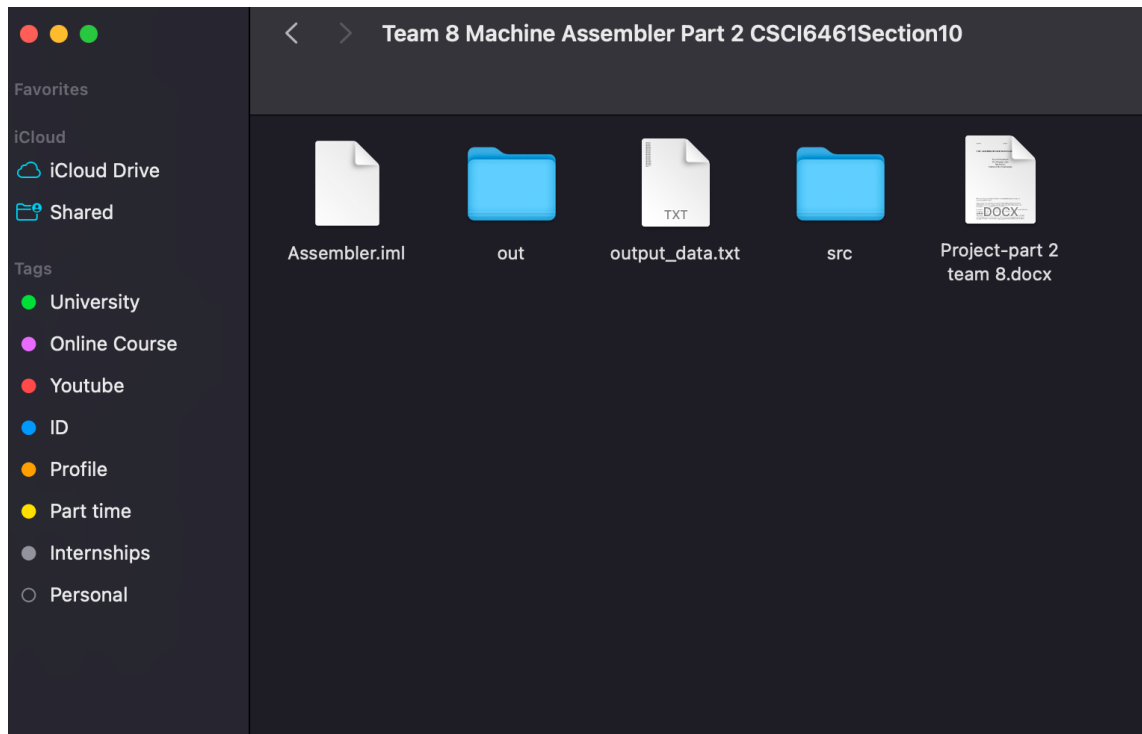 Team 8 Machine Assembler Part 2 CSCI6461Section10
Favorites
iCloud
iCloud Drive
Shared
Tags
University
Online Course
Youtube
ID
Profile
Part time
Internships
Personal
Assembler.iml
out
TXT
output_data.txt
src
DOCX
Project-part 2
team 8.docx